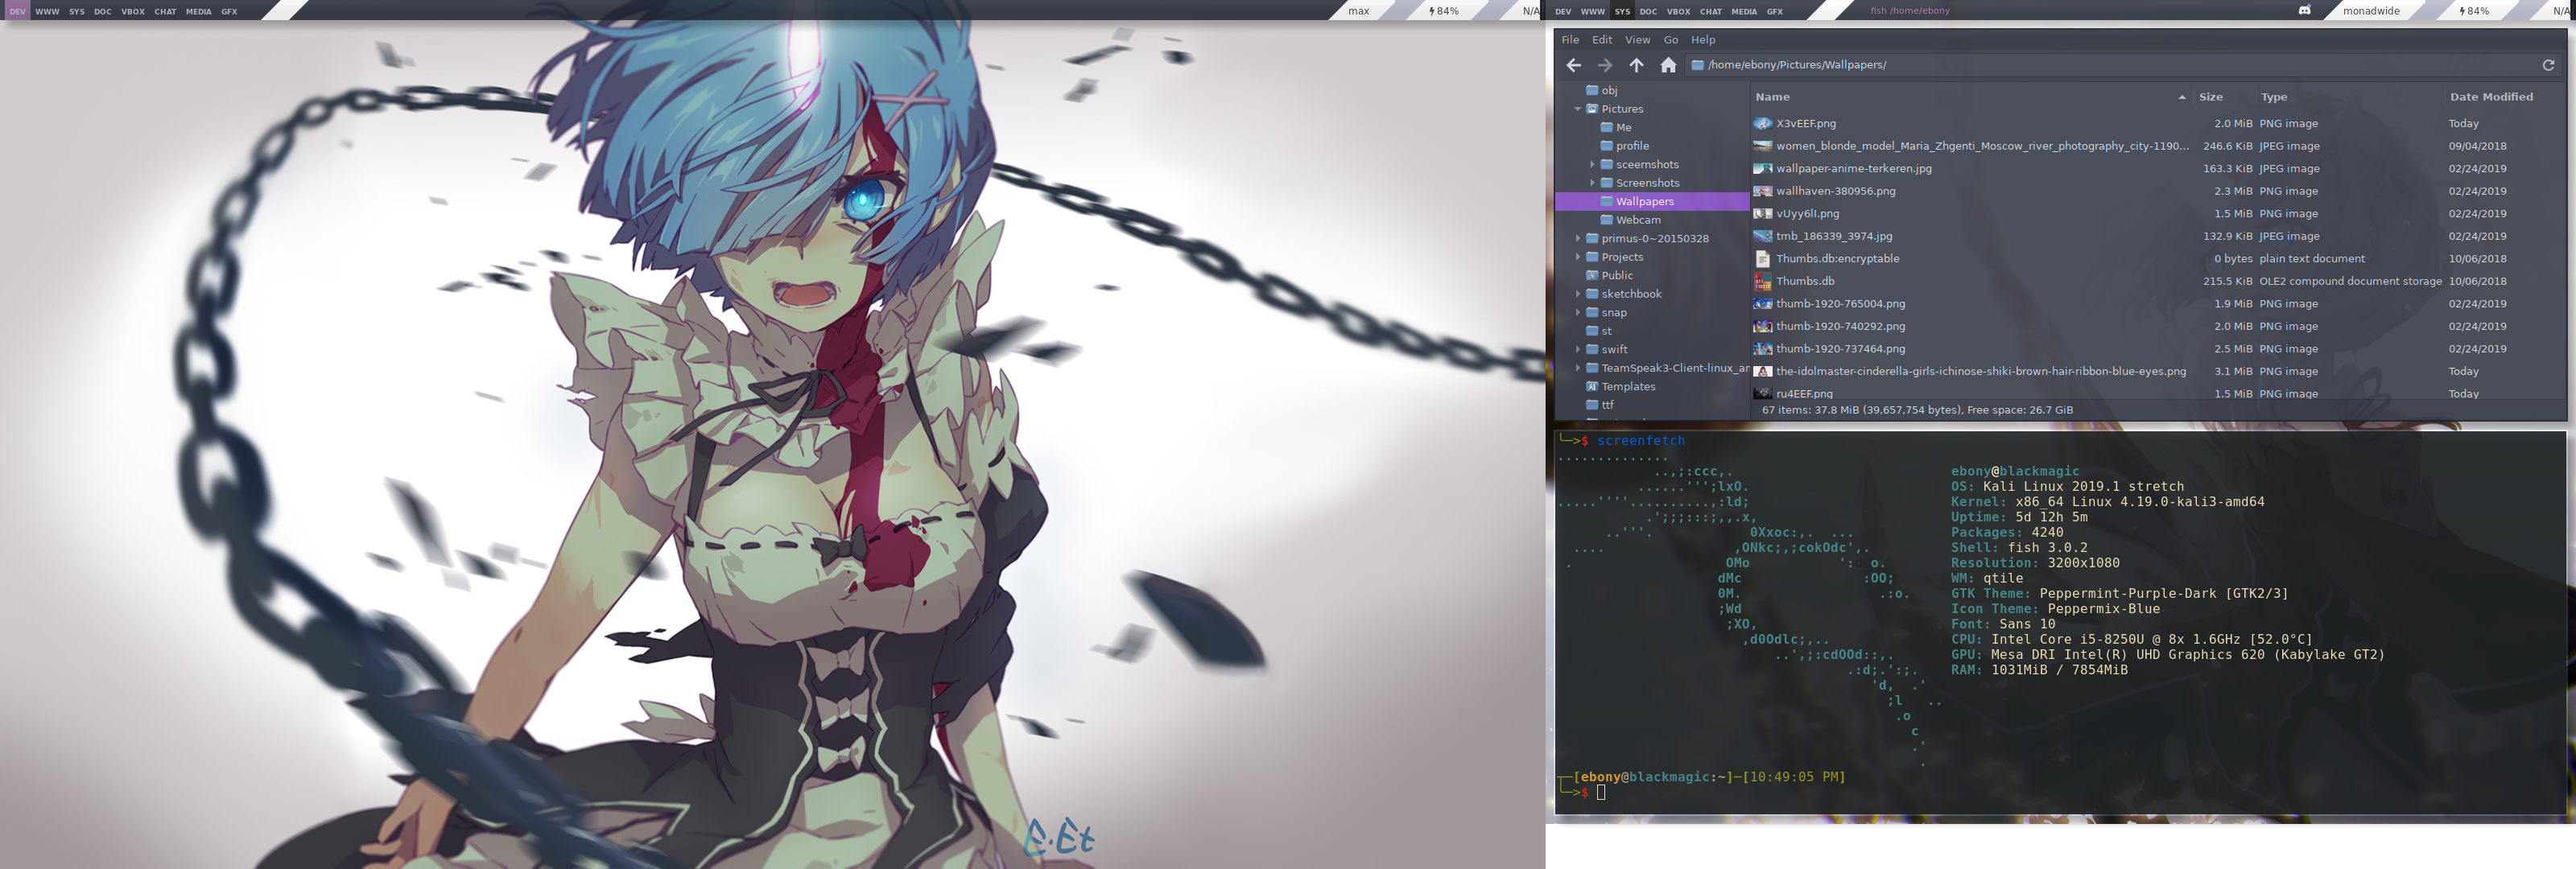 DEV WWW SYS DOC VBOX CHAT MEDIA GFX
max 84% N/A
E·Et
DEV WWW SYS DOC VBOX CHAT MEDIA GFX fish /home/ebony
monadwide 84% N/A
File Edit View Go Help
/home/ebony/Pictures/Wallpapers/
obj
Pictures
Me
profile
sceernshots
Screenshots
Wallpapers
Webcam
primus-0~20150328
Projects
Public
sketchbook
snap
st
swift
TeamSpeak3-Client-linux_ar
Templates
ttf
Name Size Type Date Modified
X3vEEF.png 2.0 MiB PNG image Today
women_blonde_model_Maria_Zhgenti_Moscow_river_photography_city-1190... 246.6 KiB JPEG image 09/04/2018
wallpaper-anime-terkeren.jpg 163.3 KiB JPEG image 02/24/2019
wallhaven-380956.png 2.3 MiB PNG image 02/24/2019
vUyy6lI.png 1.5 MiB PNG image 02/24/2019
tmb_186339_3974.jpg 132.9 KiB JPEG image 02/24/2019
Thumbs.db:encryptable 0 bytes plain text document 10/06/2018
Thumbs.db 215.5 KiB OLE2 compound document storage 10/06/2018
thumb-1920-765004.png 1.9 MiB PNG image 02/24/2019
thumb-1920-740292.png 2.0 MiB PNG image 02/24/2019
thumb-1920-737464.png 2.5 MiB PNG image 02/24/2019
the-idolmaster-cinderella-girls-ichinose-shiki-brown-hair-ribbon-blue-eyes.png 3.1 MiB PNG image Today
ru4EEF.png 1.5 MiB PNG image Today
67 items: 37.8 MiB (39,657,754 bytes), Free space: 26.7 GiB
╰─>$ screenfetch
ebony@blackmagic
OS: Kali Linux 2019.1 stretch
Kernel: x86_64 Linux 4.19.0-kali3-amd64
Uptime: 5d 12h 5m
Packages: 4240
Shell: fish 3.0.2
Resolution: 3200x1080
WM: qtile
GTK Theme: Peppermint-Purple-Dark [GTK2/3]
Icon Theme: Peppermix-Blue
Font: Sans 10
CPU: Intel Core i5-8250U @ 8x 1.6GHz [52.0°C]
GPU: Mesa DRI Intel(R) UHD Graphics 620 (Kabylake GT2)
RAM: 1031MiB / 7854MiB
┬─[ebony@blackmagic:~]─[10:49:05 PM]
╰─>$